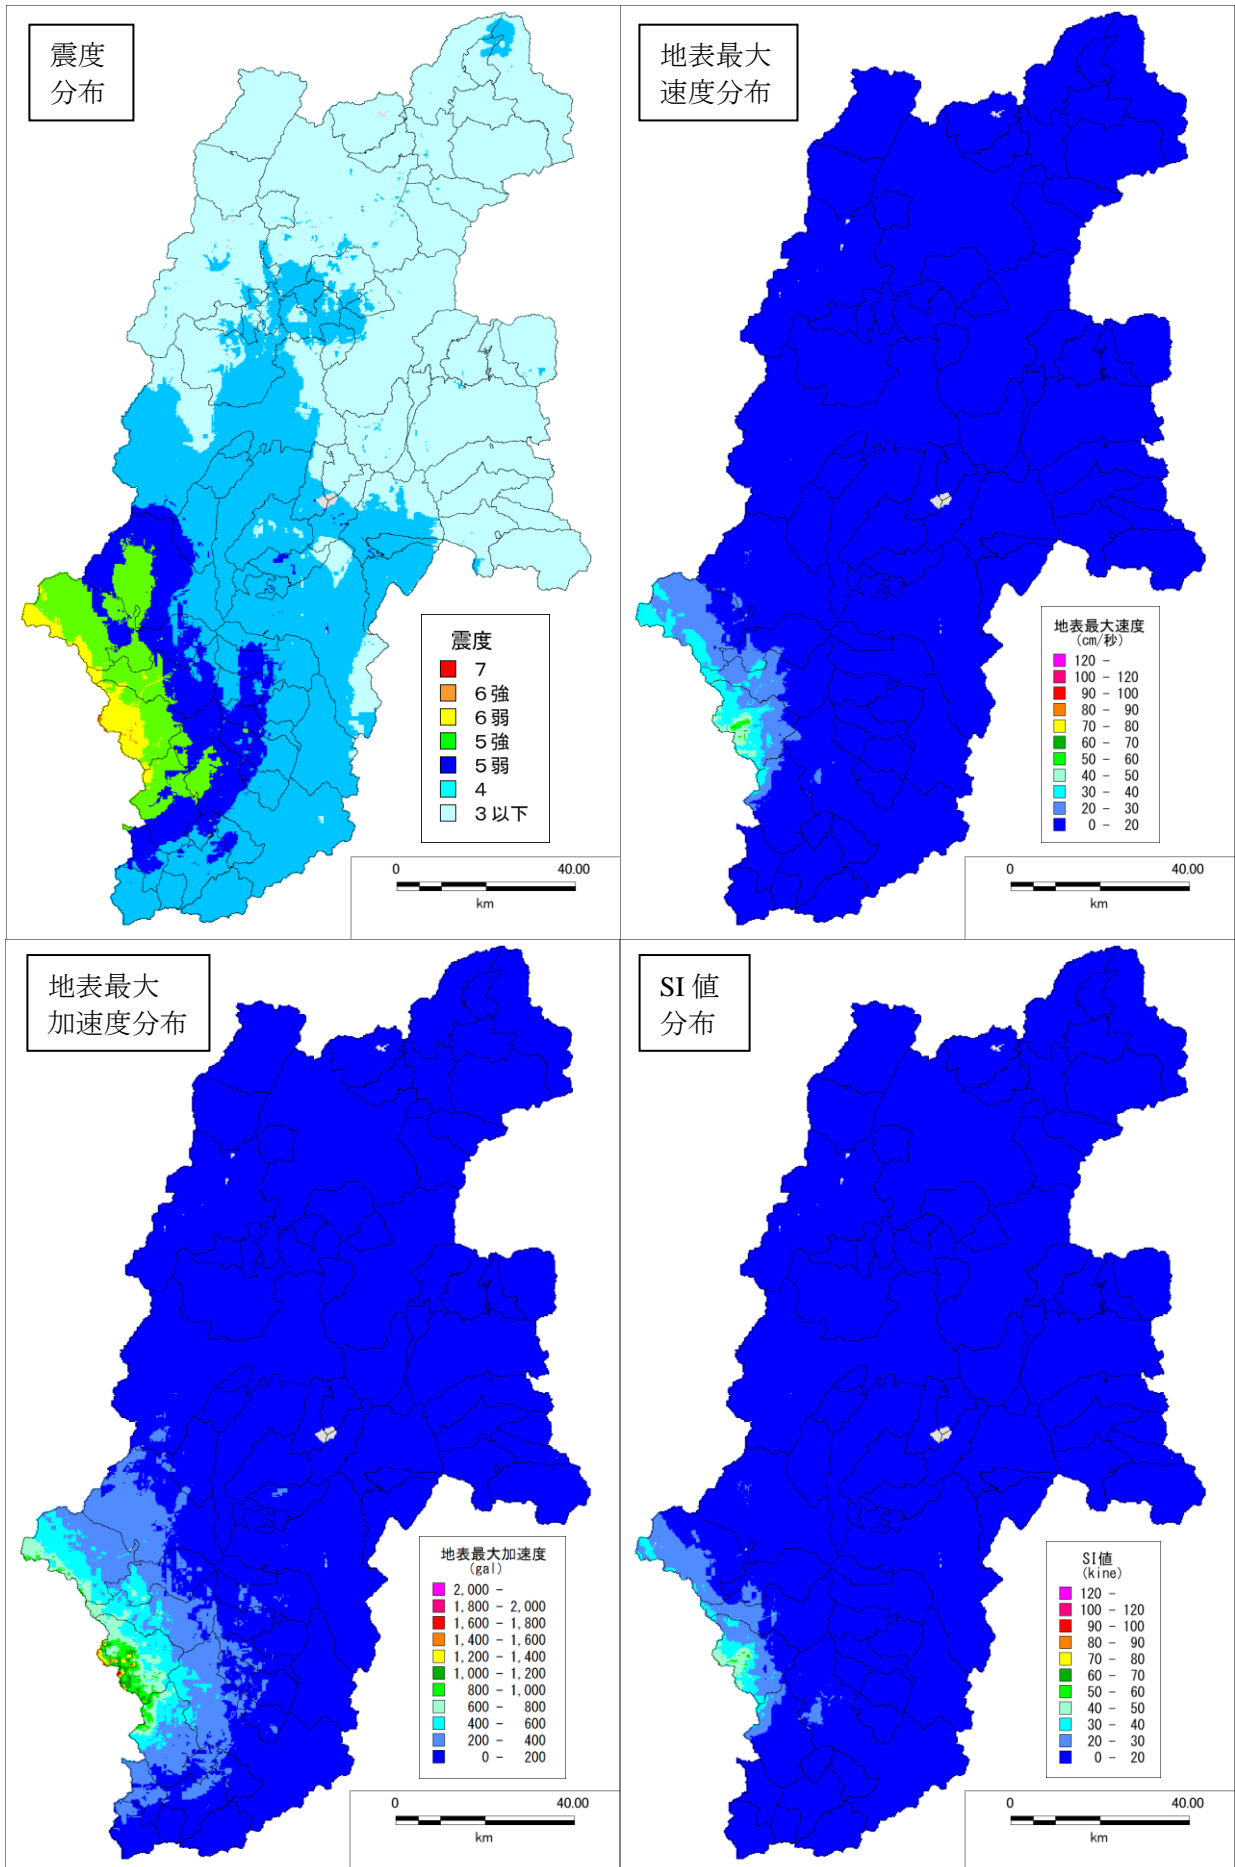 震度
分布
震度
7
6強
6弱
5強
5弱
4
3以下
0 40.00
km
地表最大
速度分布
地表最大速度
(cm/秒)
120 -
100 - 120
90 - 100
80 - 90
70 - 80
60 - 70
50 - 60
40 - 50
30 - 40
20 - 30
0 - 20
0 40.00
km
地表最大
加速度分布
地表最大加速度
(gal)
2,000 -
1,800 - 2,000
1,600 - 1,800
1,400 - 1,600
1,200 - 1,400
1,000 - 1,200
800 - 1,000
600 - 800
400 - 600
200 - 400
0 - 200
0 40.00
km
SI 値
分布
SI値
(kine)
120 -
100 - 120
90 - 100
80 - 90
70 - 80
60 - 70
50 - 60
40 - 50
30 - 40
20 - 30
0 - 20
0 40.00
km